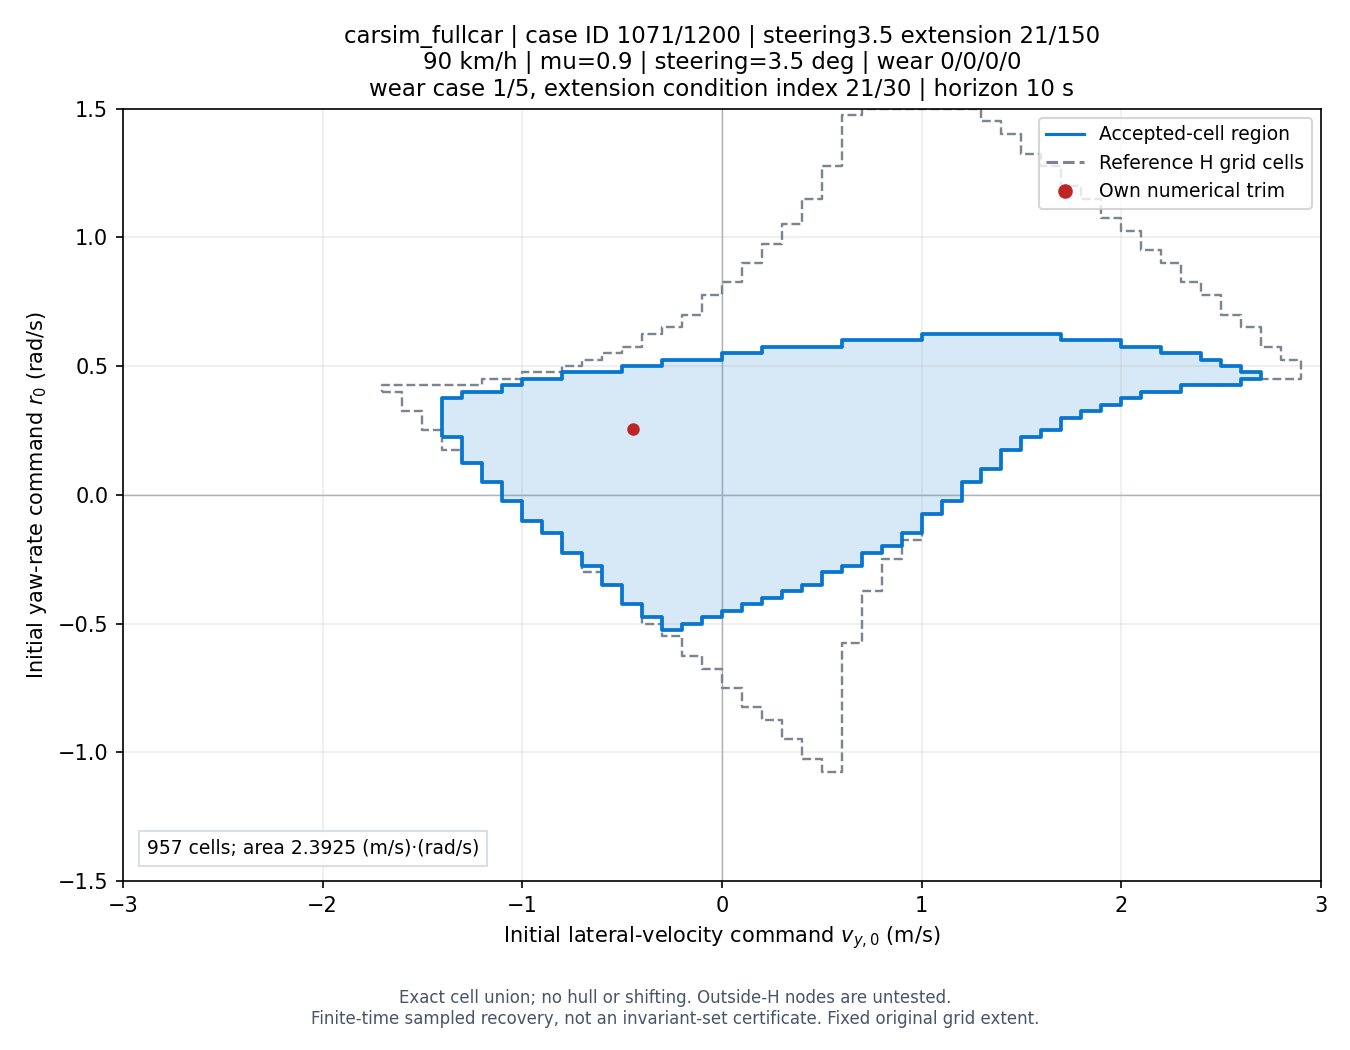 carsim_fullcar | case ID 1071/1200 | steering3.5 extension 21/150
90 km/h | mu=0.9 | steering=3.5 deg | wear 0/0/0/0
wear case 1/5, extension condition index 21/30 | horizon 10 s
Accepted-cell region
Reference H grid cells
Own numerical trim
1.5
1.0
0.5
0.0
−0.5
−1.0
−1.5
Initial yaw-rate command r₀ (rad/s)
957 cells; area 2.3925 (m/s)·(rad/s)
−3 −2 −1 0 1 2 3
Initial lateral-velocity command v_{y,0} (m/s)
Exact cell union; no hull or shifting. Outside-H nodes are untested.
Finite-time sampled recovery, not an invariant-set certificate. Fixed original grid extent.